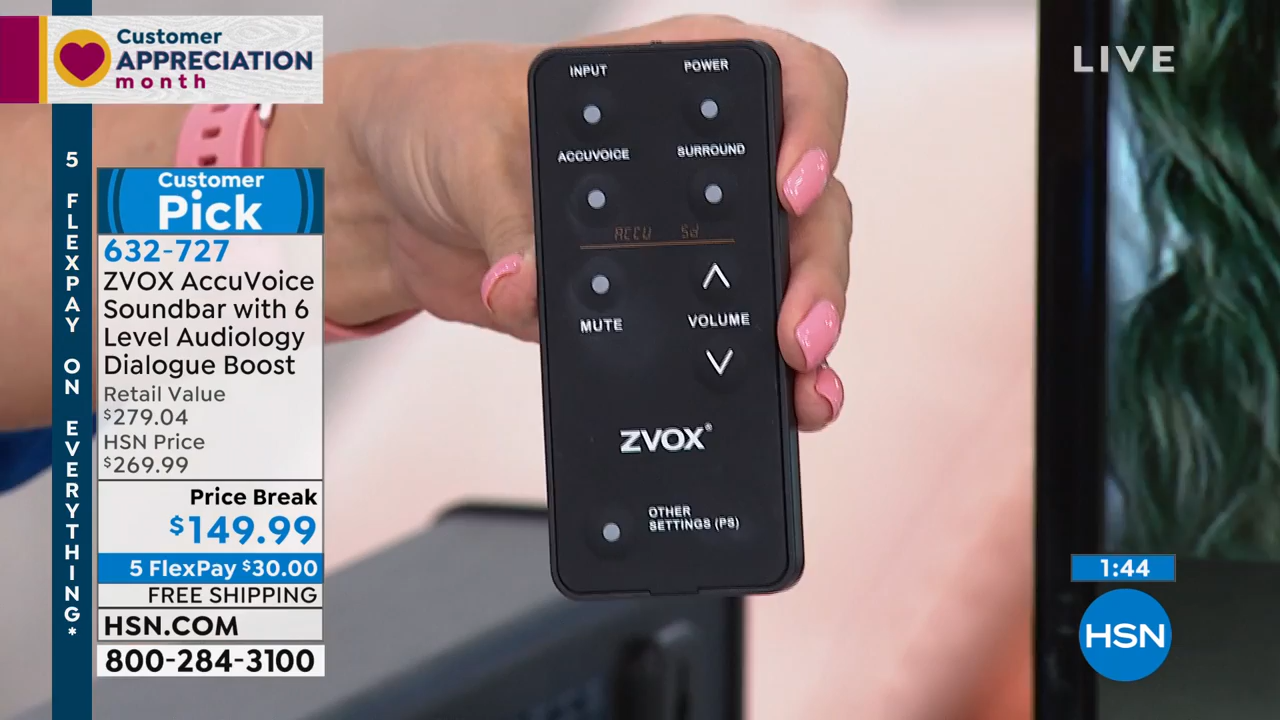 Customer
APPRECIATION
month
LIVE
5 FLEXPAY ON EVERYTHING*
Customer
Pick
632-727
ZVOX AccuVoice
Soundbar with 6
Level Audiology
Dialogue Boost
Retail Value
$279.04
HSN Price
$269.99
Price Break
$149.99
5 FlexPay $30.00
FREE SHIPPING
HSN.COM
800-284-3100
INPUT
POWER
ACCUVOICE
SURROUND
ACCU Sd
MUTE
VOLUME
ZVOX®
OTHER
SETTINGS (PS)
1:44
HSN